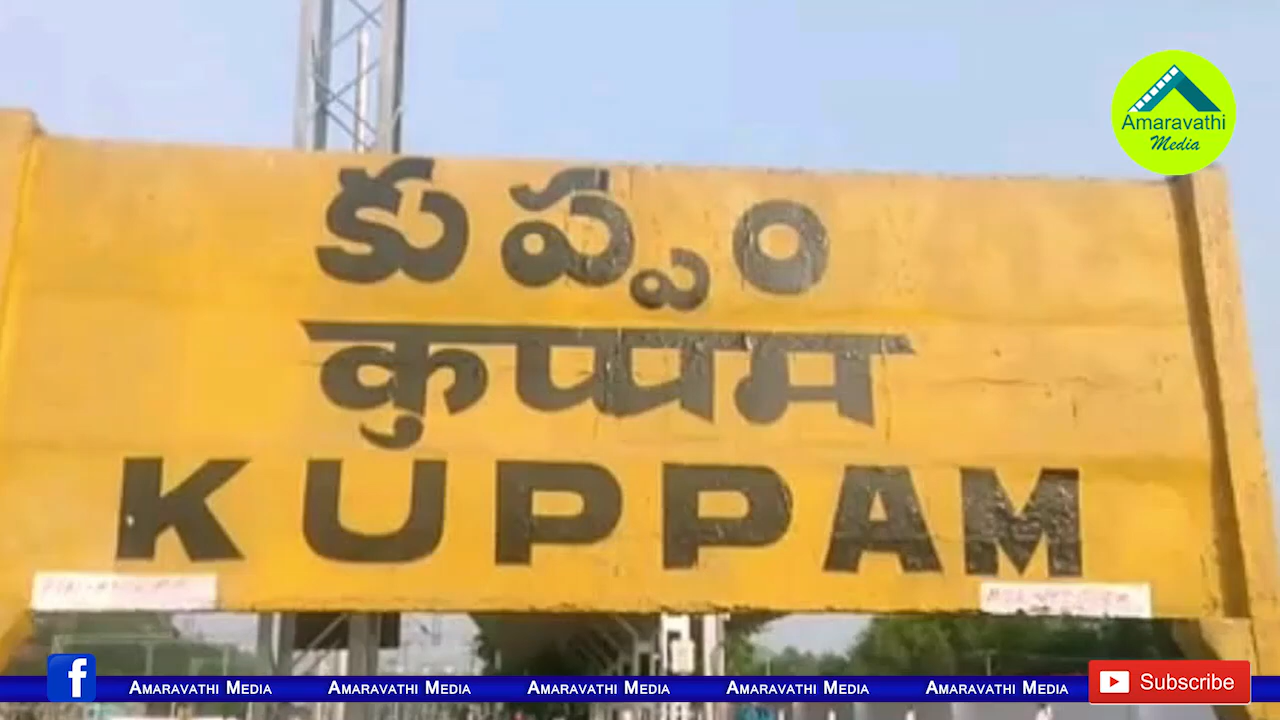 Amaravathi
Media
కుప్పం
कुप्पम
KUPPAM
f AMARAVATHI MEDIA AMARAVATHI MEDIA AMARAVATHI MEDIA AMARAVATHI MEDIA AMARAVATHI MEDIA Subscribe